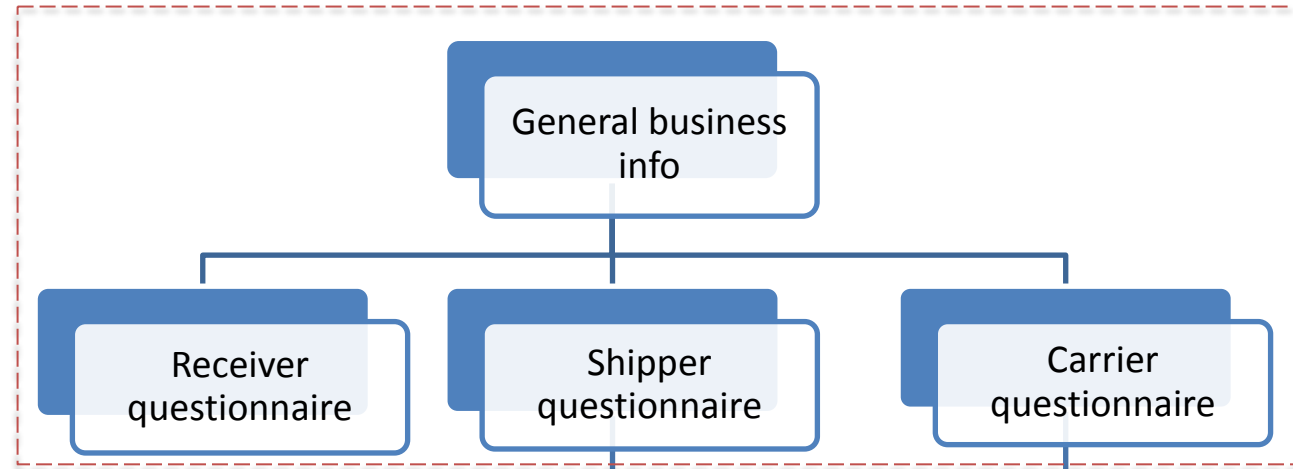 General business
info
Receiver
questionnaire
Shipper
questionnaire
Carrier
questionnaire